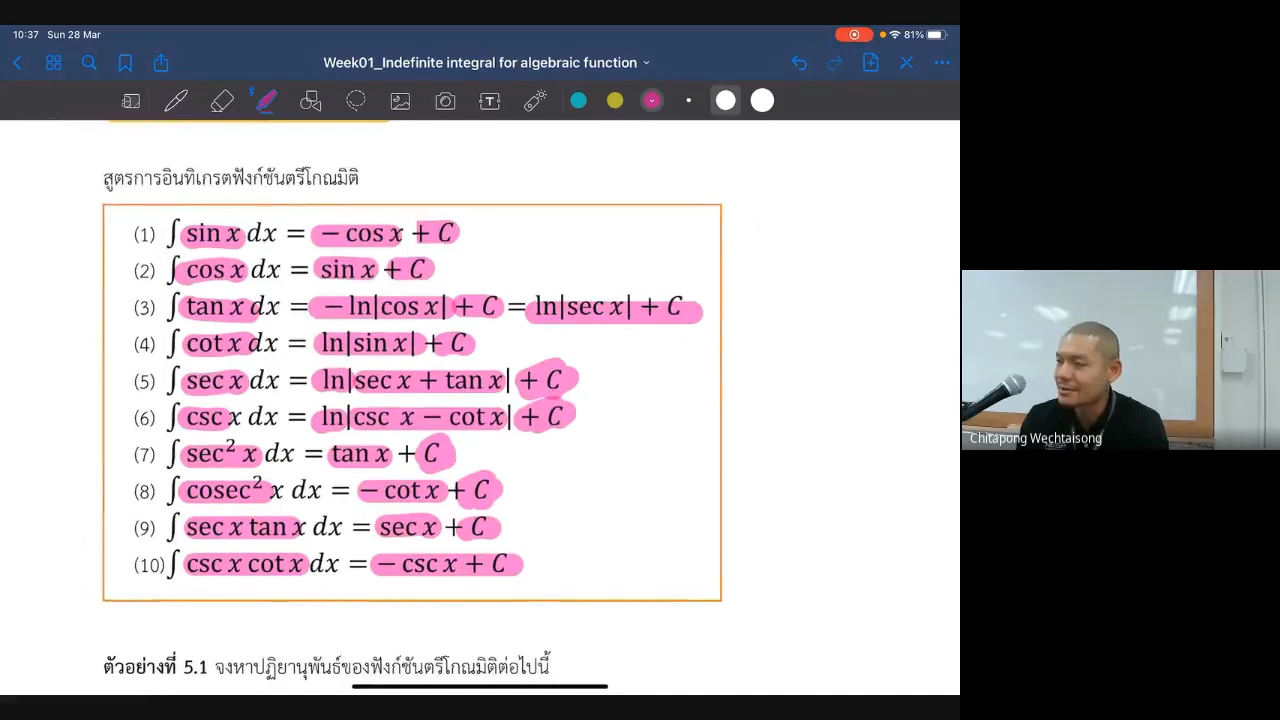 10:37 Sun 28 Mar
81%
Week01_Indefinite integral for algebraic function
T
สูตรการอินทิเกรตฟังก์ชันตรีโกณมิติ
(1) ∫ sin x dx = − cos x + C
(2) ∫ cos x dx = sin x + C
(3) ∫ tan x dx = − ln|cos x| + C = ln|sec x| + C
(4) ∫ cot x dx = ln|sin x| + C
(5) ∫ sec x dx = ln|sec x + tan x| + C
(6) ∫ csc x dx = ln|csc x − cot x| + C
(7) ∫ sec² x dx = tan x + C
(8) ∫ cosec² x dx = − cot x + C
(9) ∫ sec x tan x dx = sec x + C
(10) ∫ csc x cot x dx = − csc x + C
ตัวอย่างที่ 5.1 จงหาปฏิยานุพันธ์ของฟังก์ชันตรีโกณมิติต่อไปนี้
Chitapong Wechtaisong